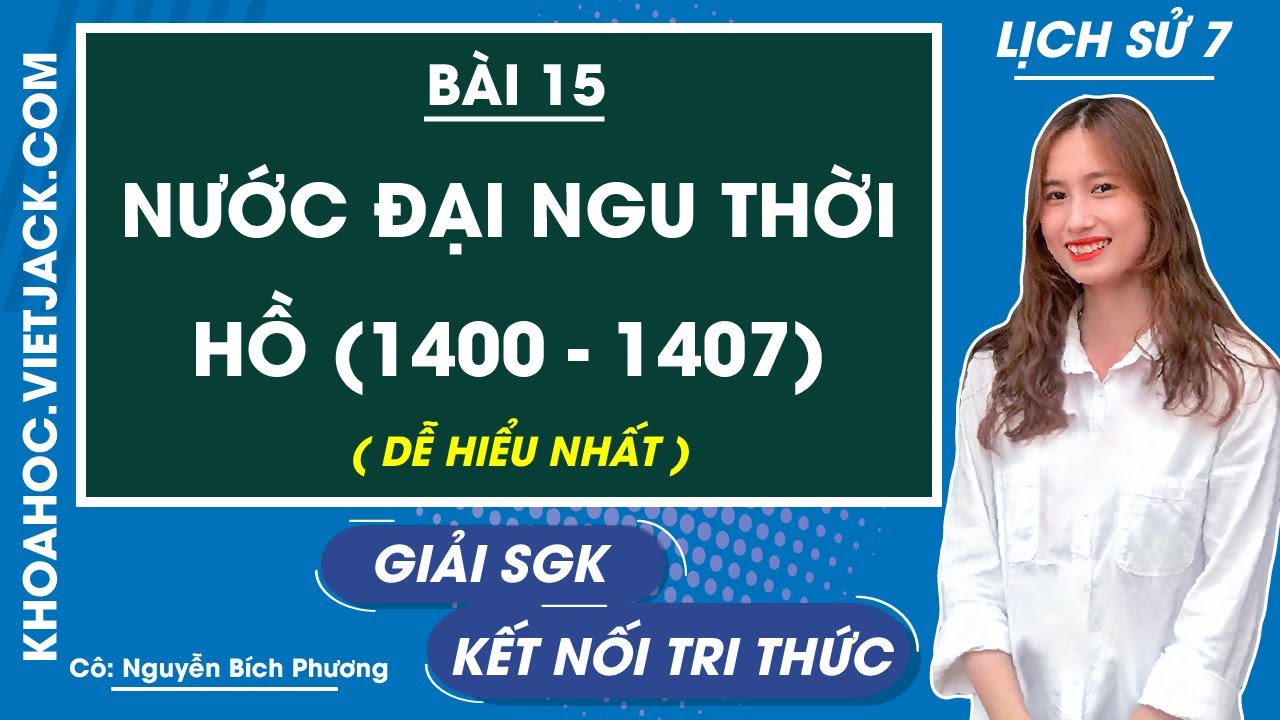 LỊCH SỬ 7
BÀI 15
NƯỚC ĐẠI NGU THỜI
HỒ (1400 - 1407)
( DỄ HIỂU NHẤT )
GIẢI SGK
KẾT NỐI TRI THỨC
Cô: Nguyễn Bích Phương
KHOAHOC.VIETJACK.COM